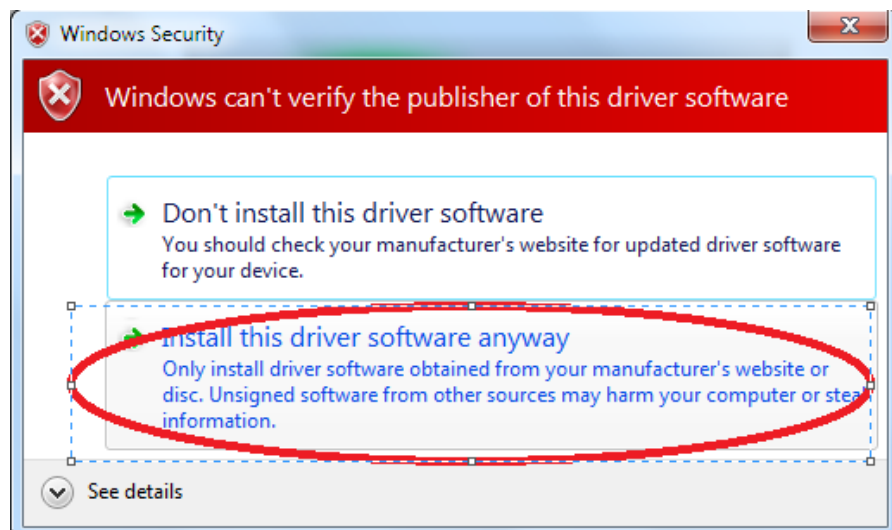 Windows Security
Windows can't verify the publisher of this driver software
Don't install this driver software
You should check your manufacturer's website for updated driver software
for your device.
Install this driver software anyway
Only install driver software obtained from your manufacturer's website or
disc. Unsigned software from other sources may harm your computer or steal
information.
See details